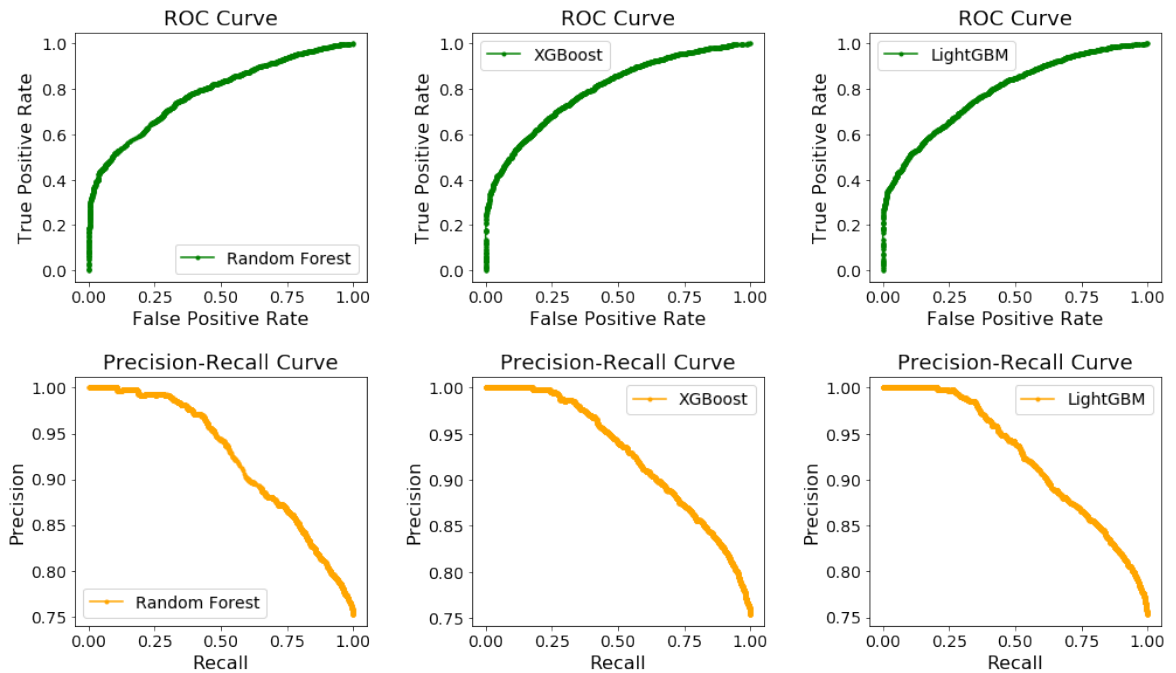 ROC Curve
True Positive Rate
1.0
0.8
0.6
0.4
0.2
0.0
Random Forest
0.00 0.25 0.50 0.75 1.00
False Positive Rate
ROC Curve
True Positive Rate
1.0
0.8
0.6
0.4
0.2
0.0
XGBoost
0.00 0.25 0.50 0.75 1.00
False Positive Rate
ROC Curve
True Positive Rate
1.0
0.8
0.6
0.4
0.2
0.0
LightGBM
0.00 0.25 0.50 0.75 1.00
False Positive Rate
Precision-Recall Curve
Precision
1.00
0.95
0.90
0.85
0.80
0.75
Random Forest
0.00 0.25 0.50 0.75 1.00
Recall
Precision-Recall Curve
Precision
1.00
0.95
0.90
0.85
0.80
0.75
XGBoost
0.00 0.25 0.50 0.75 1.00
Recall
Precision-Recall Curve
Precision
1.00
0.95
0.90
0.85
0.80
0.75
LightGBM
0.00 0.25 0.50 0.75 1.00
Recall